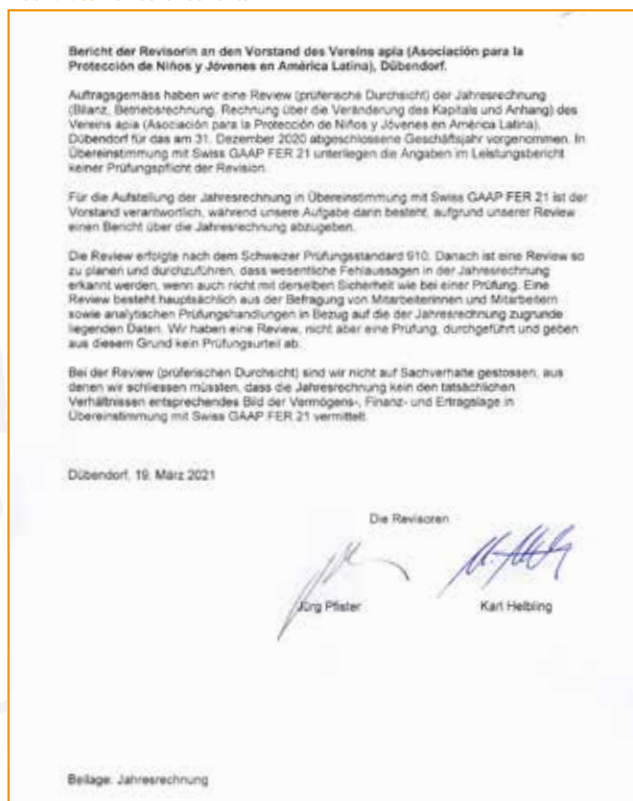 Bericht der Revisorin an den Vorstand des Vereins apia (Asociación para la
Protección de Niños y Jóvenes en América Latina), Dübendorf.
Auftragsgemäss haben wir eine Review (prüferische Durchsicht) der Jahresrechnung
(Bilanz, Betriebsrechnung, Rechnung über die Veränderung des Kapitals und Anhang) des
Vereins apia (Asociación para la Protección de Niños y Jóvenes en América Latina),
Dübendorf für das am 31. Dezember 2020 abgeschlossene Geschäftsjahr vorgenommen. In
Übereinstimmung mit Swiss GAAP FER 21 unterliegen die Angaben im Leistungsbericht
keiner Prüfungspflicht der Revision.
Für die Aufstellung der Jahresrechnung in Übereinstimmung mit Swiss GAAP FER 21 ist der
Vorstand verantwortlich, während unsere Aufgabe darin besteht, aufgrund unserer Review
einen Bericht über die Jahresrechnung abzugeben.
Die Review erfolgte nach dem Schweizer Prüfungsstandard 910. Danach ist eine Review so
zu planen und durchzuführen, dass wesentliche Fehlaussagen in der Jahresrechnung
erkannt werden, wenn auch nicht mit derselben Sicherheit wie bei einer Prüfung. Eine
Review besteht hauptsächlich aus der Befragung von Mitarbeiterinnen und Mitarbeitern
sowie analytischen Prüfungshandlungen in Bezug auf die der Jahresrechnung zugrunde
liegenden Daten. Wir haben eine Review, nicht aber eine Prüfung, durchgeführt und geben
aus diesem Grund kein Prüfungsurteil ab.
Bei der Review (prüferischen Durchsicht) sind wir nicht auf Sachverhalte gestossen, aus
denen wir schliessen müssten, dass die Jahresrechnung kein den tatsächlichen
Verhältnissen entsprechendes Bild der Vermögens-, Finanz- und Ertragslage in
Übereinstimmung mit Swiss GAAP FER 21 vermittelt.
Dübendorf, 19. März 2021
Die Revisoren
Jürg Pfister Karl Helbling
Beilage: Jahresrechnung